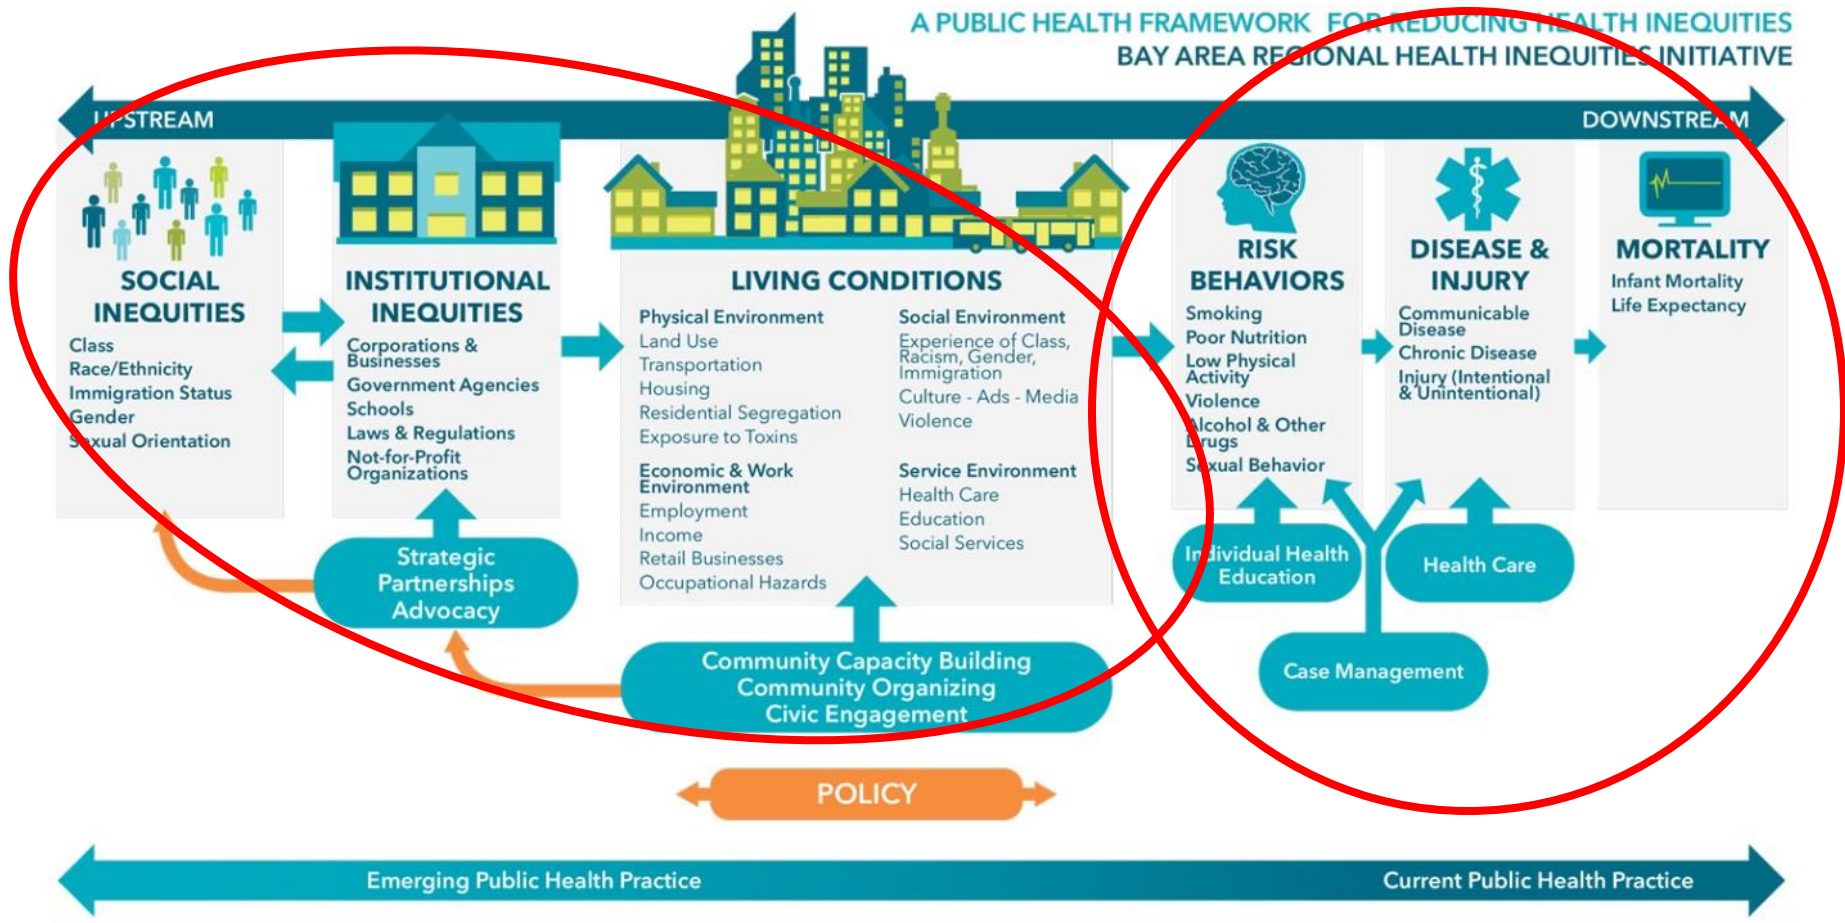 A PUBLIC HEALTH FRAMEWORK FOR REDUCING HEALTH INEQUITIES
BAY AREA REGIONAL HEALTH INEQUITIES INITIATIVE
UPSTREAM
DOWNSTREAM
SOCIAL
INEQUITIES
Class
Race/Ethnicity
Immigration Status
Gender
Sexual Orientation
INSTITUTIONAL
INEQUITIES
Corporations &
Businesses
Government Agencies
Schools
Laws & Regulations
Not-for-Profit
Organizations
Strategic
Partnerships
Advocacy
LIVING CONDITIONS
Physical Environment
Land Use
Transportation
Housing
Residential Segregation
Exposure to Toxins
Economic & Work
Environment
Employment
Income
Retail Businesses
Occupational Hazards
Social Environment
Experience of Class,
Racism, Gender,
Immigration
Culture - Ads - Media
Violence
Service Environment
Health Care
Education
Social Services
Community Capacity Building
Community Organizing
Civic Engagement
RISK
BEHAVIORS
Smoking
Poor Nutrition
Low Physical
Activity
Violence
Alcohol & Other
Drugs
Sexual Behavior
Individual Health
Education
DISEASE &
INJURY
Communicable
Disease
Chronic Disease
Injury (Intentional
& Unintentional)
Health Care
Case Management
MORTALITY
Infant Mortality
Life Expectancy
POLICY
Emerging Public Health Practice
Current Public Health Practice